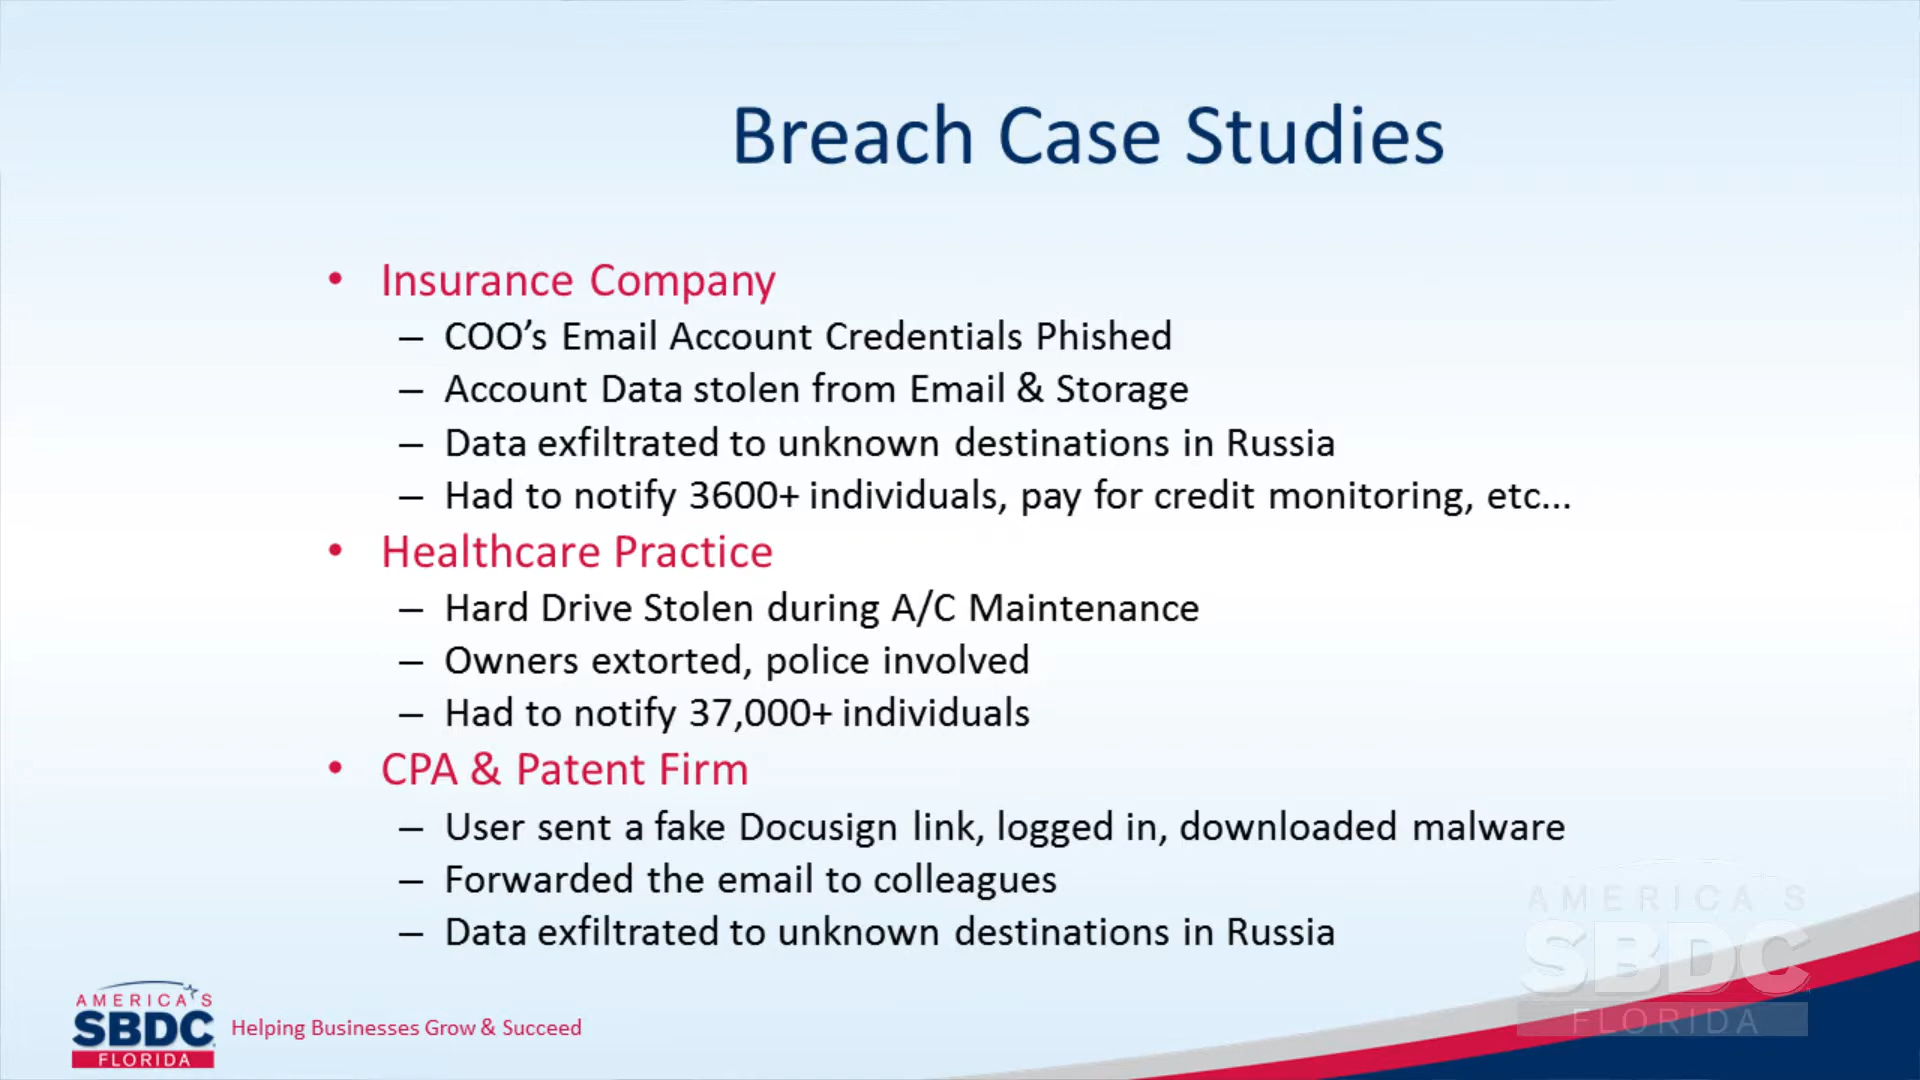 Breach Case Studies
• Insurance Company
– COO’s Email Account Credentials Phished
– Account Data stolen from Email & Storage
– Data exfiltrated to unknown destinations in Russia
– Had to notify 3600+ individuals, pay for credit monitoring, etc...
• Healthcare Practice
– Hard Drive Stolen during A/C Maintenance
– Owners extorted, police involved
– Had to notify 37,000+ individuals
• CPA & Patent Firm
– User sent a fake Docusign link, logged in, downloaded malware
– Forwarded the email to colleagues
– Data exfiltrated to unknown destinations in Russia
AMERICA'S
SBDC
FLORIDA
Helping Businesses Grow & Succeed
AMERICA'S
SBDC
FLORIDA